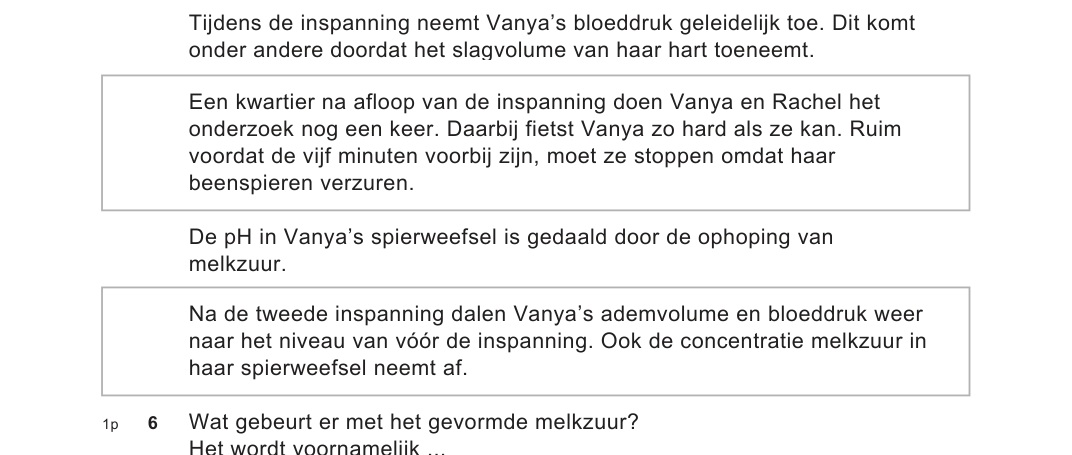 Tijdens de inspanning neemt Vanya’s bloeddruk geleidelijk toe. Dit komt
onder andere doordat het slagvolume van haar hart toeneemt.
Een kwartier na afloop van de inspanning doen Vanya en Rachel het
onderzoek nog een keer. Daarbij fietst Vanya zo hard als ze kan. Ruim
voordat de vijf minuten voorbij zijn, moet ze stoppen omdat haar
beenspieren verzuren.
De pH in Vanya’s spierweefsel is gedaald door de ophoping van
melkzuur.
Na de tweede inspanning dalen Vanya’s ademvolume en bloeddruk weer
naar het niveau van vóór de inspanning. Ook de concentratie melkzuur in
haar spierweefsel neemt af.
1p 6 Wat gebeurt er met het gevormde melkzuur?
Het wordt voornamelijk ...